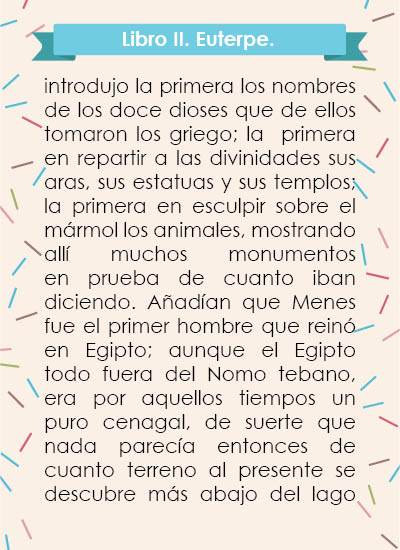 Libro II. Euterpe.
introdujo la primera los nombres
de los doce dioses que de ellos
tomaron los griego; la primera
en repartir a las divinidades sus
aras, sus estatuas y sus templos;
la primera en esculpir sobre el
mármol los animales, mostrando
allí muchos monumentos
en prueba de cuanto iban
diciendo. Añadían que Menes
fue el primer hombre que reinó
en Egipto; aunque el Egipto
todo fuera del Nomo tebano,
era por aquellos tiempos un
puro cenagal, de suerte que
nada parecía entonces de
cuanto terreno al presente se
descubre más abajo del lago